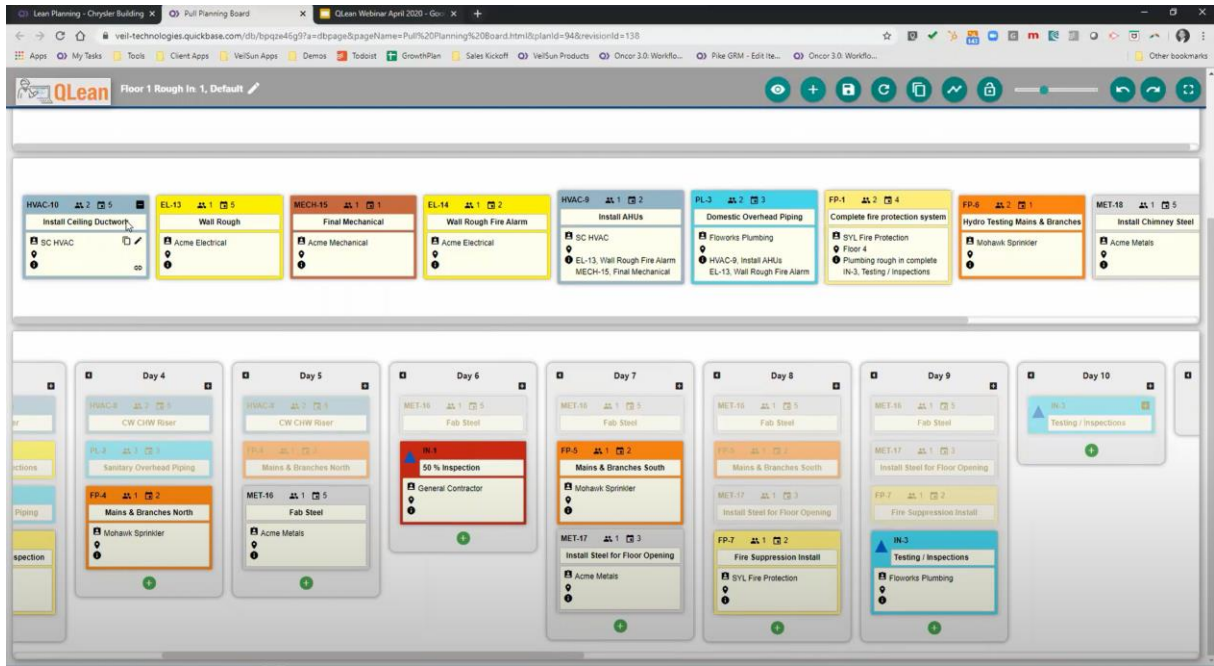 Lean Planning - Chrysler Building
Pull Planning Board
QLean Webinar April 2020 - Goo
veil-technologies.quickbase.com/db/bpqze46g9?a=dbpage&pageName=Pull%20Planning%20Board.html&planId=94&revisionId=138
Apps My Tasks Tools Client Apps VeilSun Apps Demos Todoist GrowthPlan Sales Kickoff VeilSun Products Oncor 3.0: Workflo... Pike GRM - Edit Ite... Oncor 3.0: Workflo... Other bookmarks
QLean Floor 1 Rough In: 1, Default
HVAC-10 2 5
Install Ceiling Ductwork
SC HVAC
EL-13 1 5
Wall Rough
Acme Electrical
MECH-15 1 1
Final Mechanical
Acme Mechanical
EL-14 1 2
Wall Rough Fire Alarm
Acme Electrical
HVAC-9 1 2
Install AHUs
SC HVAC
EL-13, Wall Rough Fire Alarm
MECH-15, Final Mechanical
PL-3 2 3
Domestic Overhead Piping
Floworks Plumbing
HVAC-9, Install AHUs
EL-13, Wall Rough Fire Alarm
FP-1 2 4
Complete fire protection system
SYL Fire Protection
Floor 4
Plumbing rough in complete
IN-3, Testing / Inspections
FP-6 2 1
Hydro Testing Mains & Branches
Mohawk Sprinkler
MET-18 1 5
Install Chimney Steel
Acme Metals
er
ctions
Piping
spection
Day 4
HVAC-8 2 5
CW CHW Riser
PL-2 3
Sanitary Overhead Piping
FP-4 1 2
Mains & Branches North
Mohawk Sprinkler
Day 5
HVAC-8 2 5
CW CHW Riser
FP-4 1 2
Mains & Branches North
MET-16 1 5
Fab Steel
Acme Metals
Day 6
MET-16 1 5
Fab Steel
IN-1
50 % Inspection
General Contractor
Day 7
MET-16 1 5
Fab Steel
FP-5 1 2
Mains & Branches South
Mohawk Sprinkler
MET-17 1 3
Install Steel for Floor Opening
Acme Metals
Day 8
MET-16 1 5
Fab Steel
FP-5 1 2
Mains & Branches South
MET-17 1 3
Install Steel for Floor Opening
FP-7 1 2
Fire Suppression Install
SYL Fire Protection
Day 9
MET-16 1 5
Fab Steel
MET-17 1 3
Install Steel for Floor Opening
FP-7 1 2
Fire Suppression Install
IN-3
Testing / Inspections
Floworks Plumbing
Day 10
IN-3
Testing / Inspections